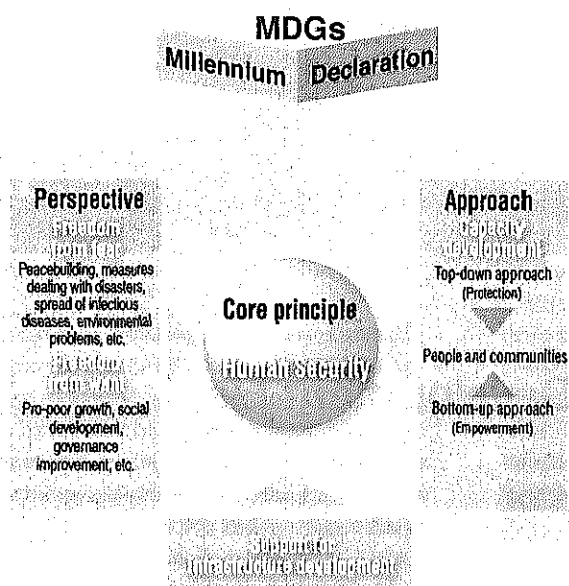 MDGs
Millennium Declaration
Perspective
Freedom
from fear
Peacebuilding, measures
dealing with disasters,
spread of infectious
diseases, environmental
problems, etc.
Freedom
from want
Pro-poor growth, social
development,
governance
improvement, etc.
Core principle
Human Security
Approach
Capacity
development
Top-down approach
(Protection)
People and communities
Bottom-up approach
(Empowerment)
Support for
infrastructure development